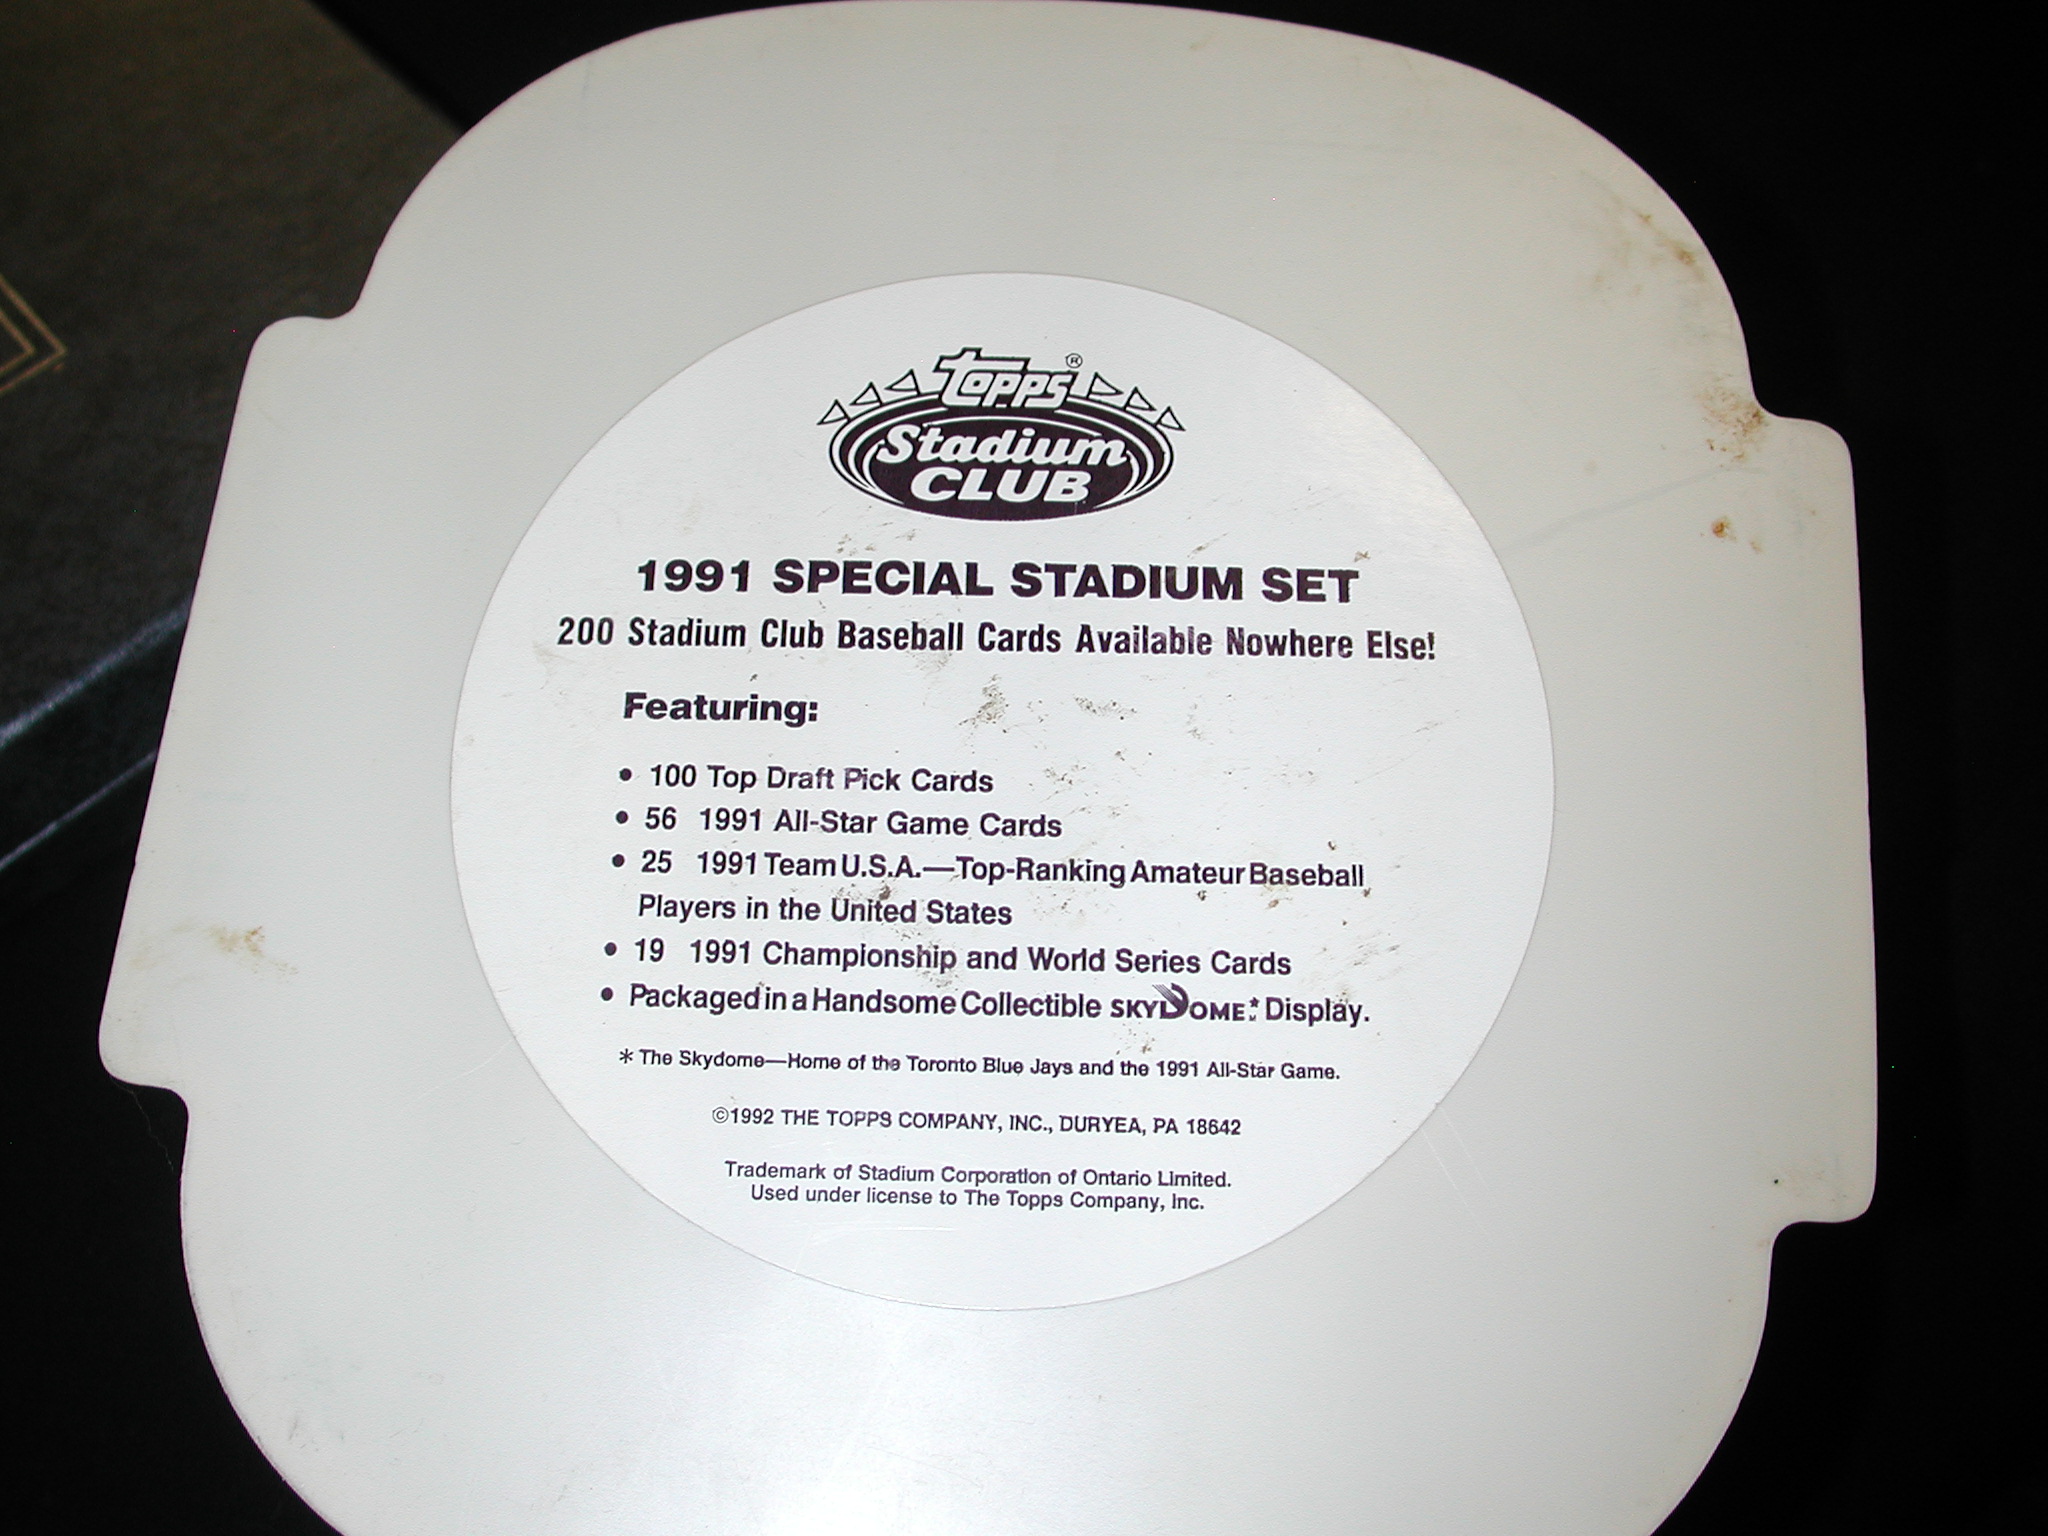 topps®
Stadium
CLUB
1991 SPECIAL STADIUM SET
200 Stadium Club Baseball Cards Available Nowhere Else!
Featuring:
• 100 Top Draft Pick Cards
• 56 1991 All-Star Game Cards
• 25 1991 Team U.S.A.—Top-Ranking Amateur Baseball
Players in the United States
• 19 1991 Championship and World Series Cards
• Packaged in a Handsome Collectible SKYDOME™* Display.
* The Skydome—Home of the Toronto Blue Jays and the 1991 All-Star Game.
©1992 THE TOPPS COMPANY, INC., DURYEA, PA 18642
Trademark of Stadium Corporation of Ontario Limited.
Used under license to The Topps Company, Inc.